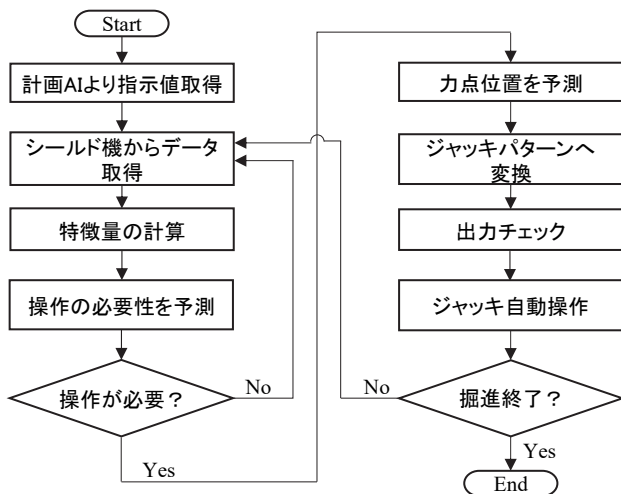 Start
計画AIより指示値取得
シールド機からデータ
取得
特徴量の計算
操作の必要性を予測
操作が必要？
No
Yes
力点位置を予測
ジャッキパターンへ
変換
出力チェック
ジャッキ自動操作
掘進終了？
No
Yes
End